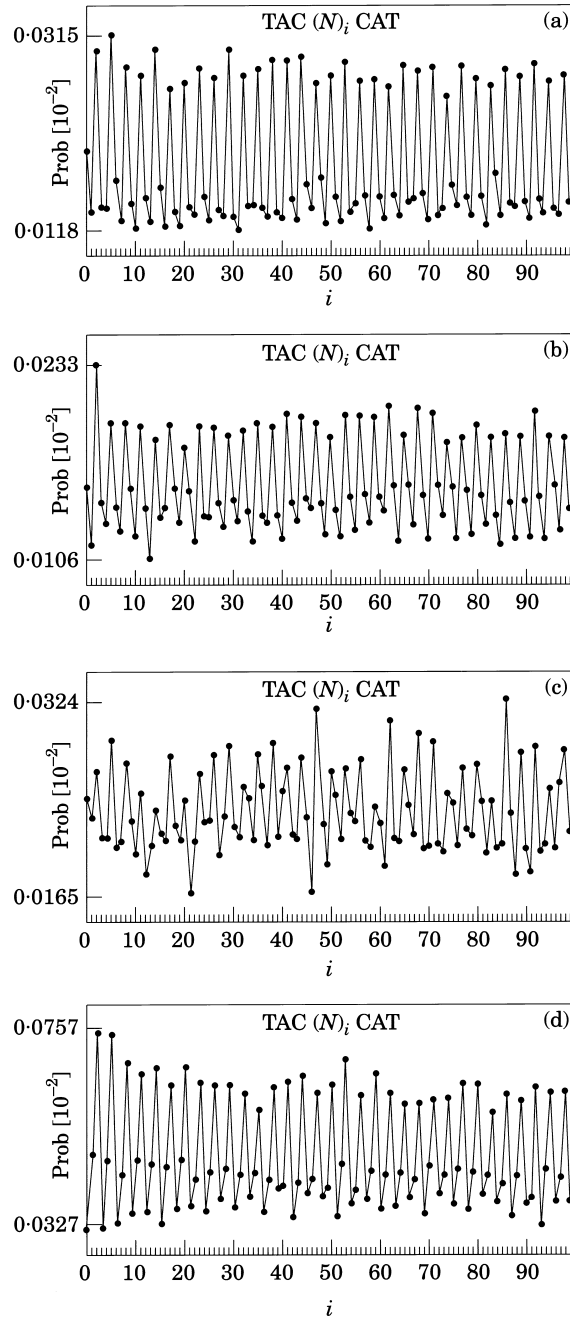 TAC (N)i CAT
(a)
0·0315
Prob [10-2]
0·0118
0 10 20 30 40 50 60 70 80 90
i
TAC (N)i CAT
(b)
0·0233
Prob [10-2]
0·0106
0 10 20 30 40 50 60 70 80 90
i
TAC (N)i CAT
(c)
0·0324
Prob [10-2]
0·0165
0 10 20 30 40 50 60 70 80 90
i
TAC (N)i CAT
(d)
0·0757
Prob [10-2]
0·0327
0 10 20 30 40 50 60 70 80 90
i